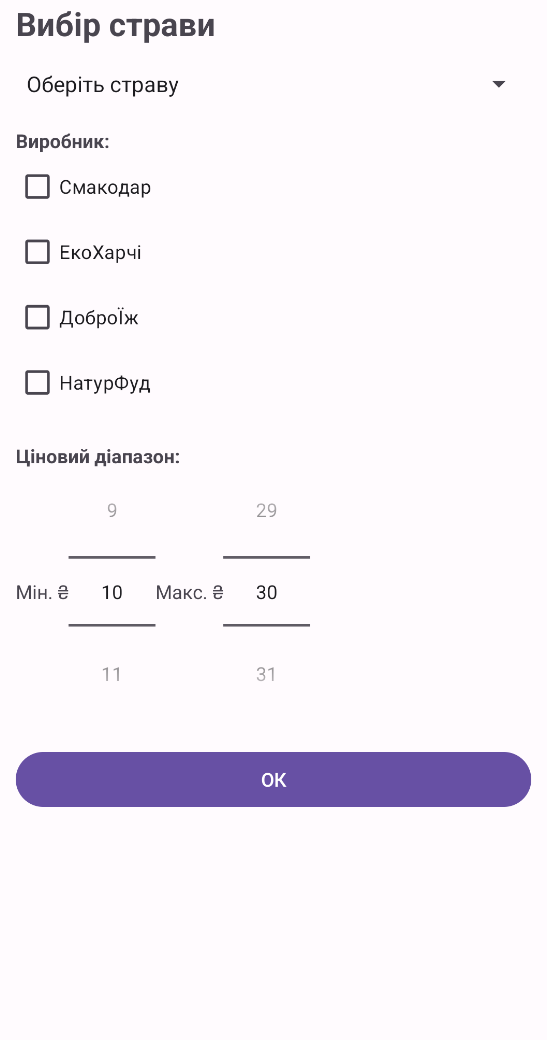 Вибір страви
Оберіть страву
Виробник:
Смакодар
ЕкоХарчі
ДоброЇж
НатурФуд
Ціновий діапазон:
9 29
Мін. ₴ 10 Макс. ₴ 30
11 31
ОК